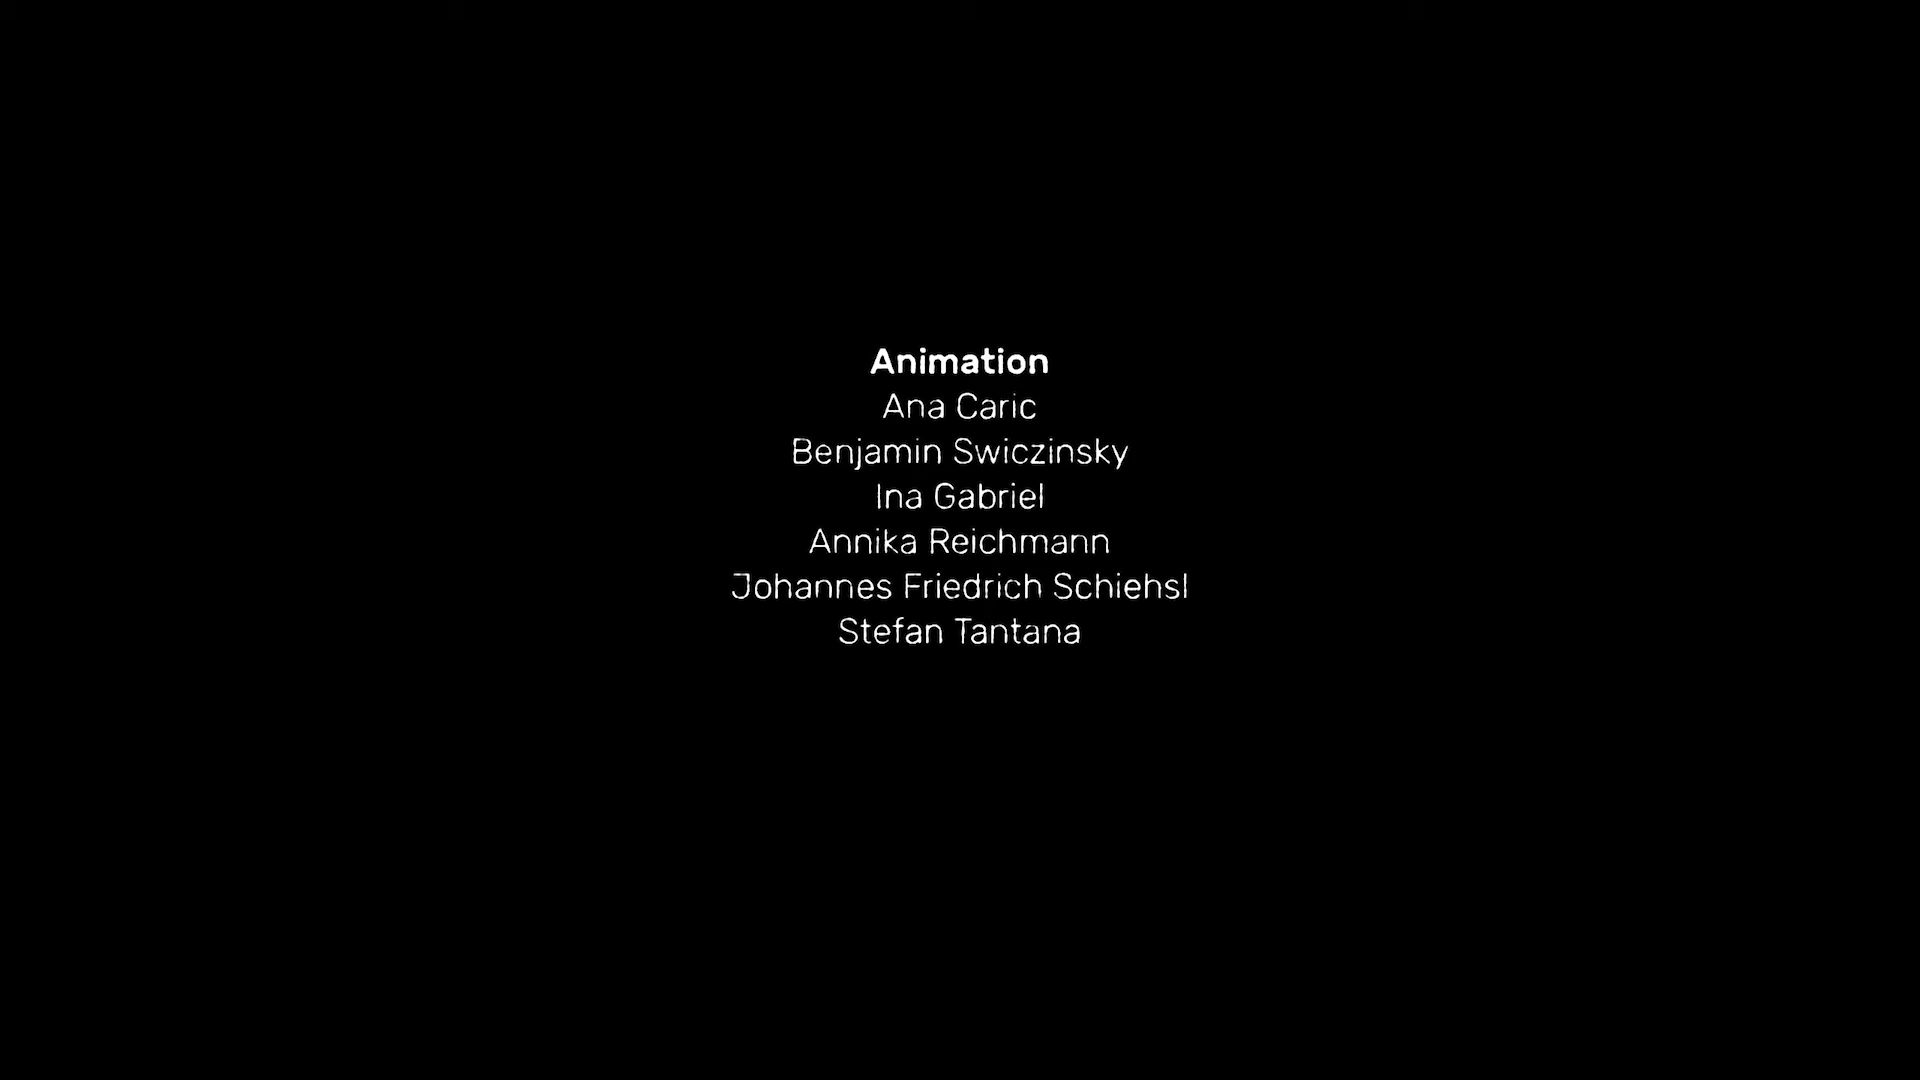 Animation
Ana Caric
Benjamin Swiczinsky
Ina Gabriel
Annika Reichmann
Johannes Friedrich Schiehsl
Stefan Tantana